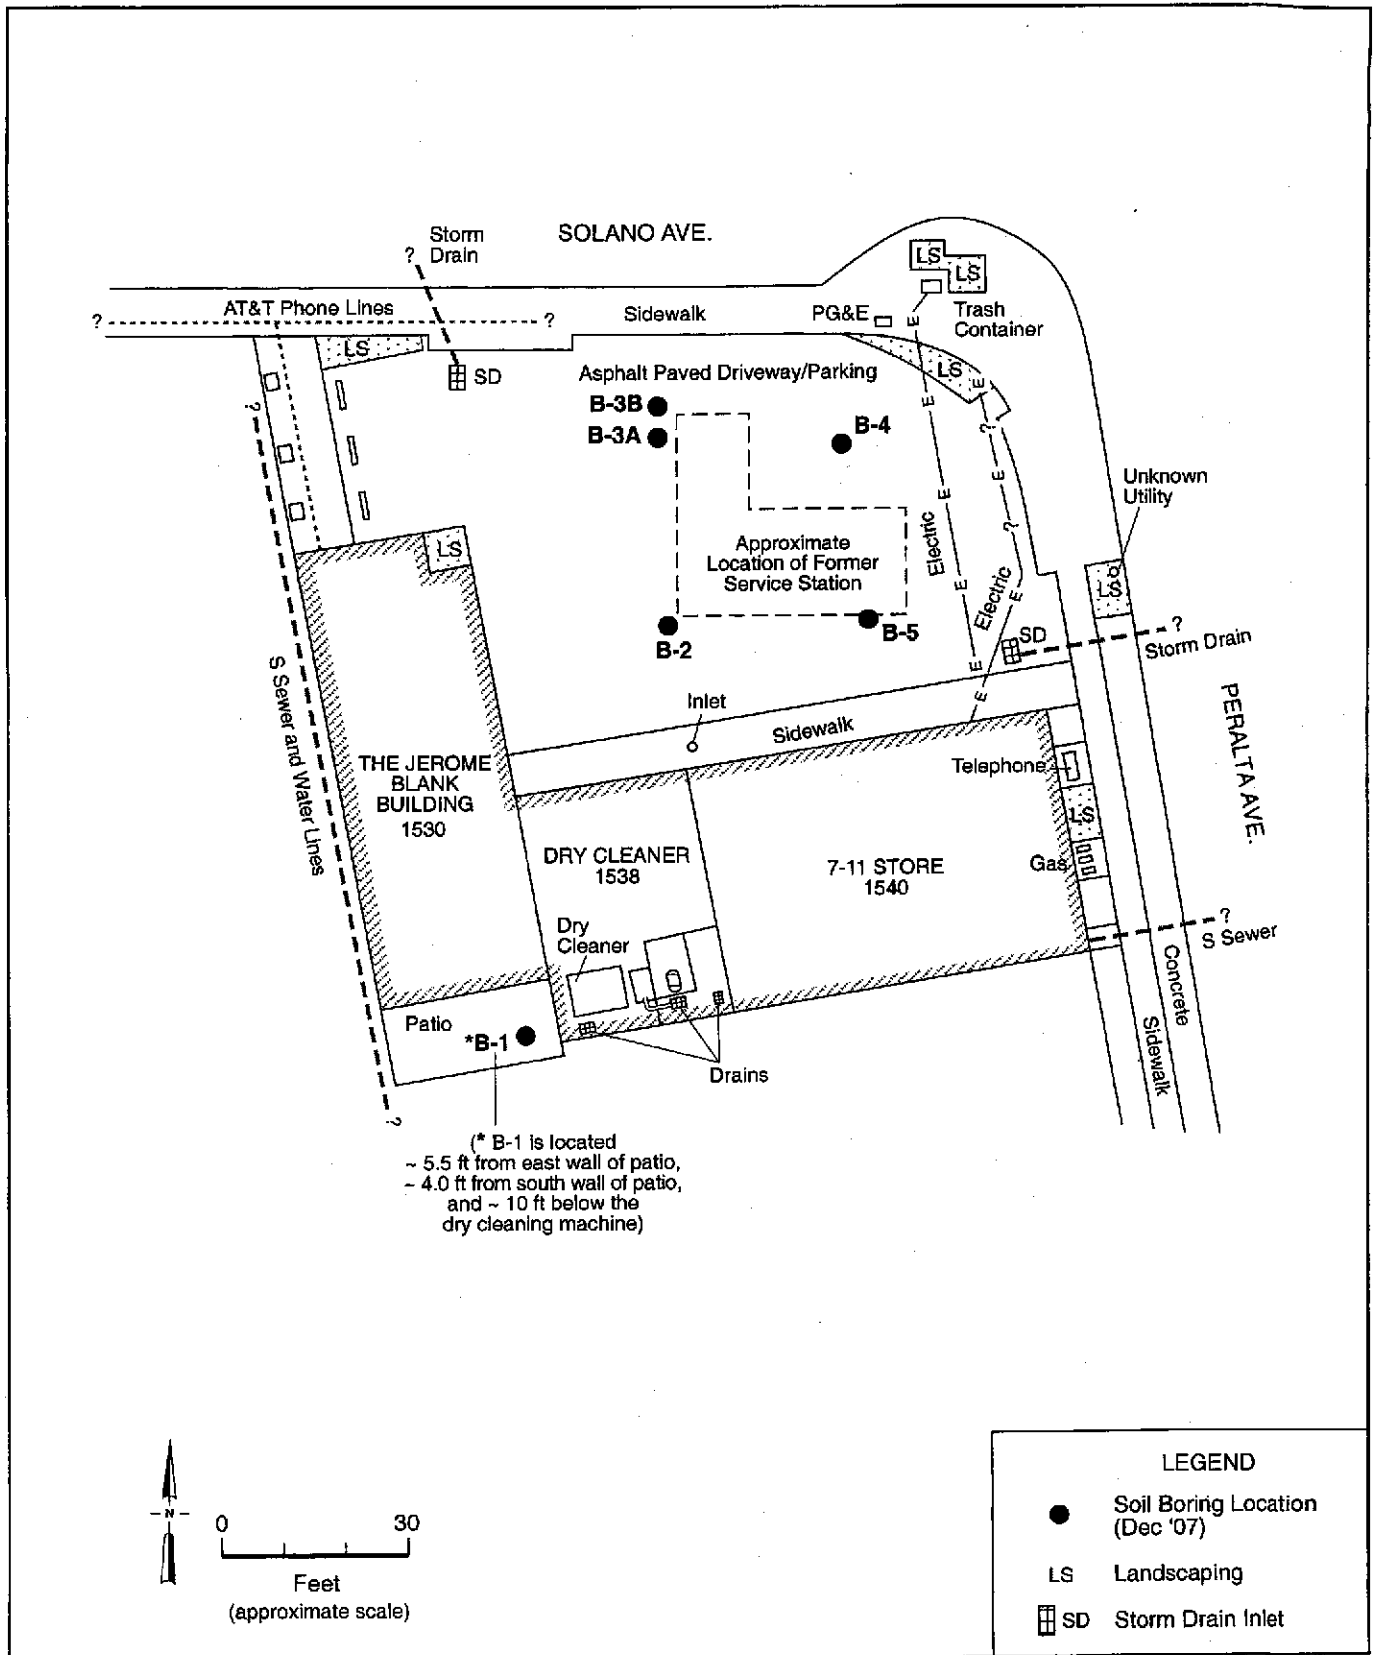 SOLANO AVE.
Storm
Drain
?
LS
LS
AT&T Phone Lines
?
?
Sidewalk
PG&E
Trash
Container
E
LS
SD
LS
Asphalt Paved Driveway/Parking
E
E
B-3B
B-3A
B-4
?
?
Unknown
Utility
E
E
Electric
?
LS
Approximate
Location of Former
Service Station
E
Electric
E
LS
B-2
B-5
SD
?
Storm Drain
E
E
S Sewer and Water Lines
Inlet
Sidewalk
PERALTA AVE.
THE JEROME
BLANK
BUILDING
1530
Telephone
LS
DRY CLEANER
1538
7-11 STORE
1540
Gas
Dry
Cleaner
?
S Sewer
Concrete
Sidewalk
Patio
*B-1
Drains
?
(* B-1 is located
~ 5.5 ft from east wall of patio,
~ 4.0 ft from south wall of patio,
and ~ 10 ft below the
dry cleaning machine)
N
0 30
Feet
(approximate scale)
LEGEND
Soil Boring Location
(Dec '07)
LS Landscaping
SD Storm Drain Inlet